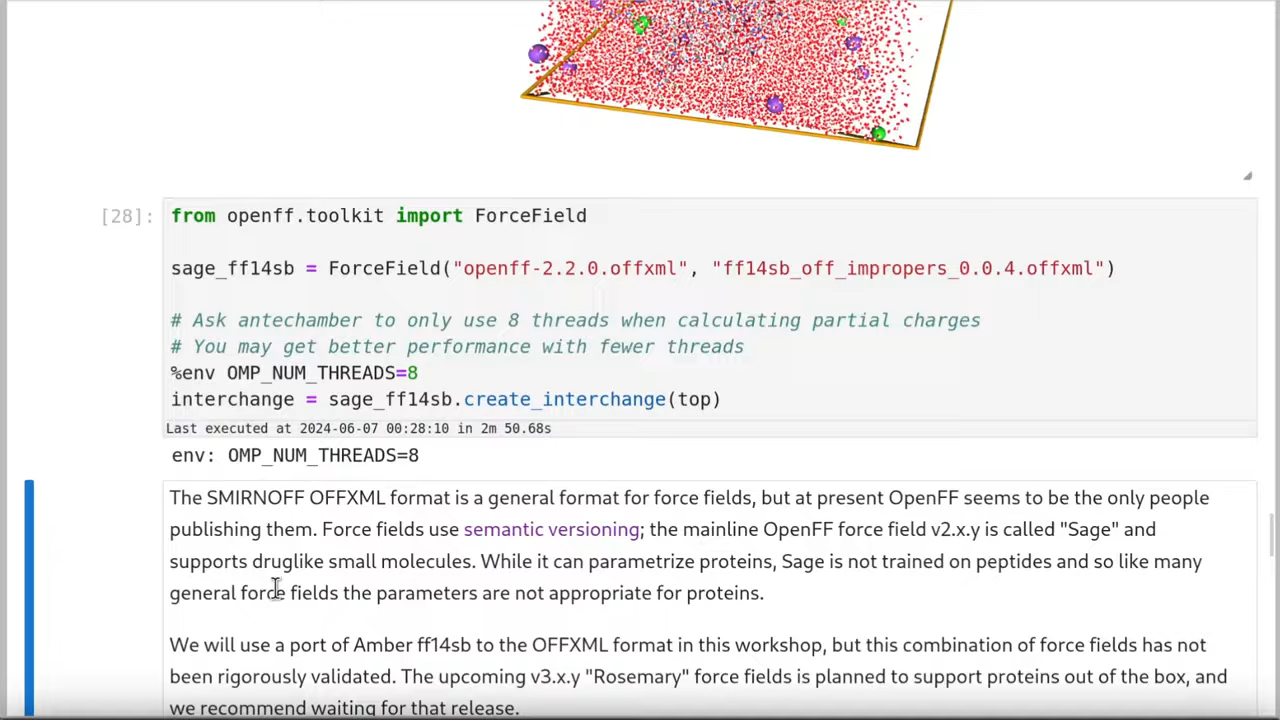 [28]:
from openff.toolkit import ForceField
sage_ff14sb = ForceField("openff-2.2.0.offxml", "ff14sb_off_impropers_0.0.4.offxml")
# Ask antechamber to only use 8 threads when calculating partial charges
# You may get better performance with fewer threads
%env OMP_NUM_THREADS=8
interchange = sage_ff14sb.create_interchange(top)
Last executed at 2024-06-07 00:28:10 in 2m 50.68s
env: OMP_NUM_THREADS=8
The SMIRNOFF OFFXML format is a general format for force fields, but at present OpenFF seems to be the only people
publishing them. Force fields use semantic versioning; the mainline OpenFF force field v2.x.y is called "Sage" and
supports druglike small molecules. While it can parametrize proteins, Sage is not trained on peptides and so like many
general force fields the parameters are not appropriate for proteins.
We will use a port of Amber ff14sb to the OFFXML format in this workshop, but this combination of force fields has not
been rigorously validated. The upcoming v3.x.y "Rosemary" force fields is planned to support proteins out of the box, and
we recommend waiting for that release.